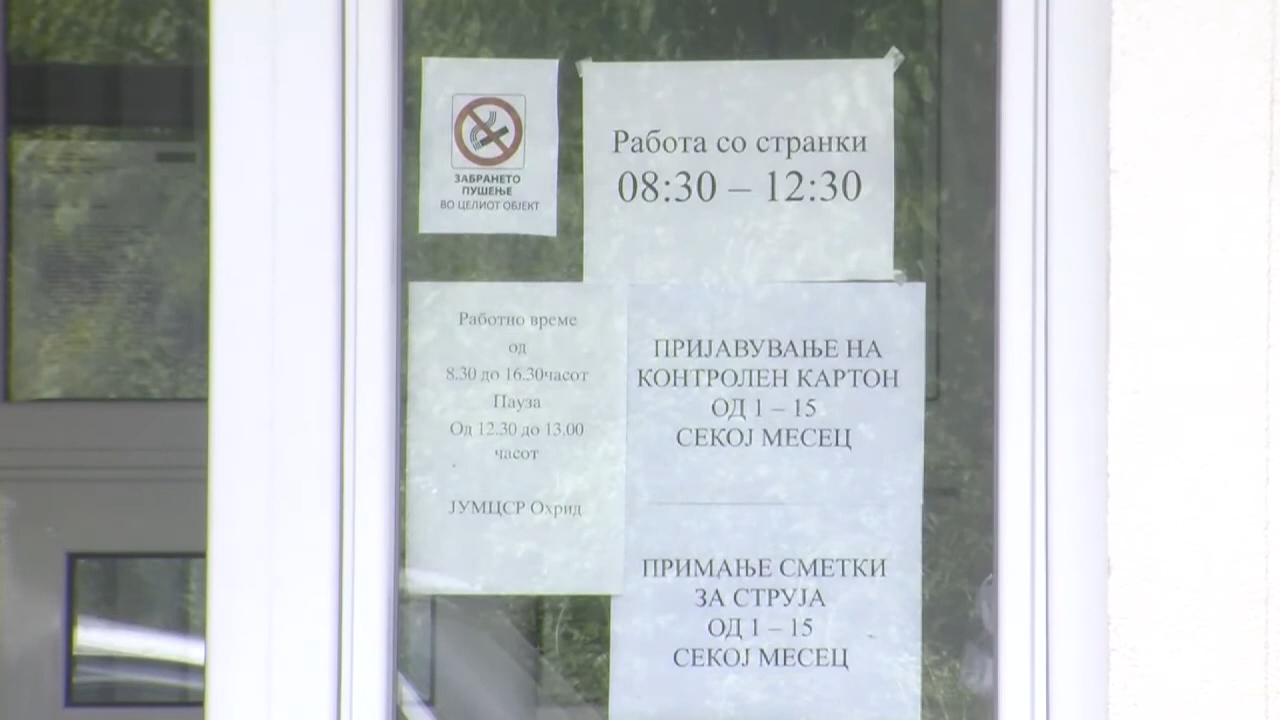 ЗАБРАНЕТО
ПУШЕЊЕ
ВО ЦЕЛИОТ ОБЈЕКТ
Работа со странки
08:30 – 12:30
Работно време
од
8.30 до 16.30часот
Пауза
Од 12.30 до 13.00
часот
ЈУМЦСР Охрид
ПРИЈАВУВАЊЕ НА
КОНТРОЛЕН КАРТОН
ОД 1 – 15
СЕКОЈ МЕСЕЦ
ПРИМАЊЕ СМЕТКИ
ЗА СТРУЈА
ОД 1 – 15
СЕКОЈ МЕСЕЦ